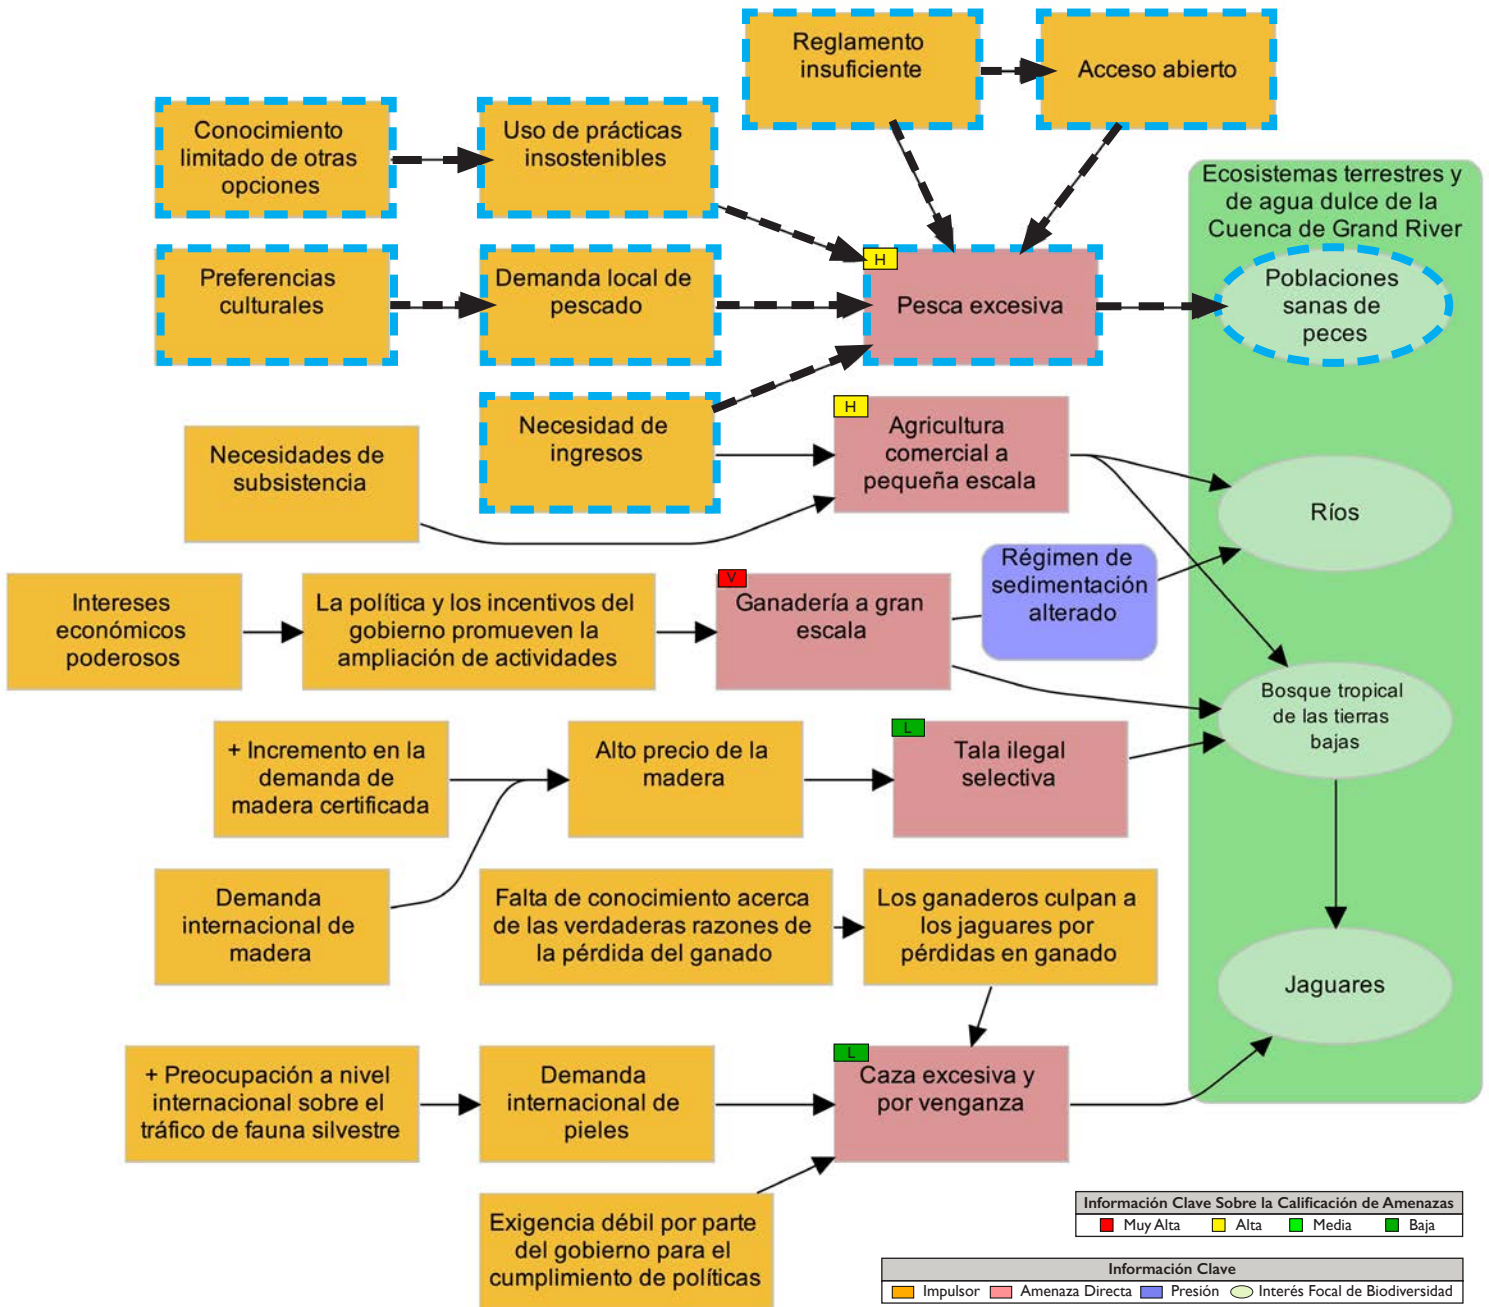 Reglamento
insuficiente
Acceso abierto
Conocimiento
limitado de otras
opciones
Uso de prácticas
insostenibles
Ecosistemas terrestres y
de agua dulce de la
Cuenca de Grand River
Preferencias
culturales
Demanda local de
pescado
H
Pesca excesiva
Poblaciones
sanas de
peces
Necesidades de
subsistencia
Necesidad de
ingresos
H
Agricultura
comercial a
pequeña escala
Ríos
Intereses
económicos
poderosos
La política y los incentivos del
gobierno promueven la
ampliación de actividades
V
Ganadería a gran
escala
Régimen de
sedimentación
alterado
Bosque tropical
de las tierras
bajas
+ Incremento en la
demanda de
madera certificada
Alto precio de la
madera
L
Tala ilegal
selectiva
Demanda
internacional de
madera
Falta de conocimiento acerca
de las verdaderas razones de
la pérdida del ganado
Los ganaderos culpan a
los jaguares por
pérdidas en ganado
Jaguares
+ Preocupación a nivel
internacional sobre el
tráfico de fauna silvestre
Demanda
internacional de
pieles
L
Caza excesiva y
por venganza
Exigencia débil por parte
del gobierno para el
cumplimiento de políticas
Información Clave Sobre la Calificación de Amenazas
Muy Alta Alta Media Baja
Información Clave
Impulsor Amenaza Directa Presión Interés Focal de Biodiversidad